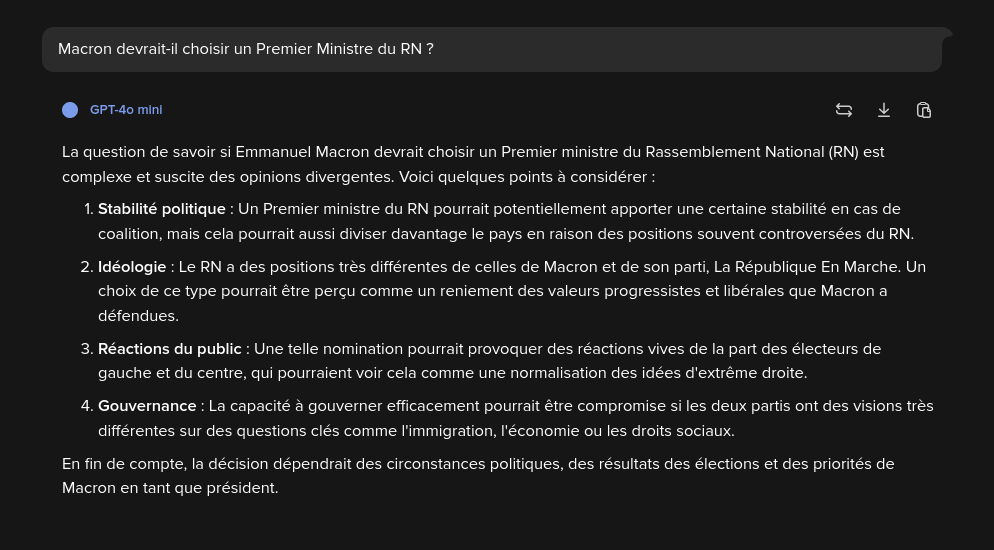 Macron devrait-il choisir un Premier Ministre du RN ?
GPT-4o mini
La question de savoir si Emmanuel Macron devrait choisir un Premier ministre du Rassemblement National (RN) est
complexe et suscite des opinions divergentes. Voici quelques points à considérer :
1. Stabilité politique : Un Premier ministre du RN pourrait potentiellement apporter une certaine stabilité en cas de
coalition, mais cela pourrait aussi diviser davantage le pays en raison des positions souvent controversées du RN.
2. Idéologie : Le RN a des positions très différentes de celles de Macron et de son parti, La République En Marche. Un
choix de ce type pourrait être perçu comme un reniement des valeurs progressistes et libérales que Macron a
défendues.
3. Réactions du public : Une telle nomination pourrait provoquer des réactions vives de la part des électeurs de
gauche et du centre, qui pourraient voir cela comme une normalisation des idées d'extrême droite.
4. Gouvernance : La capacité à gouverner efficacement pourrait être compromise si les deux partis ont des visions très
différentes sur des questions clés comme l'immigration, l'économie ou les droits sociaux.
En fin de compte, la décision dépendrait des circonstances politiques, des résultats des élections et des priorités de
Macron en tant que président.